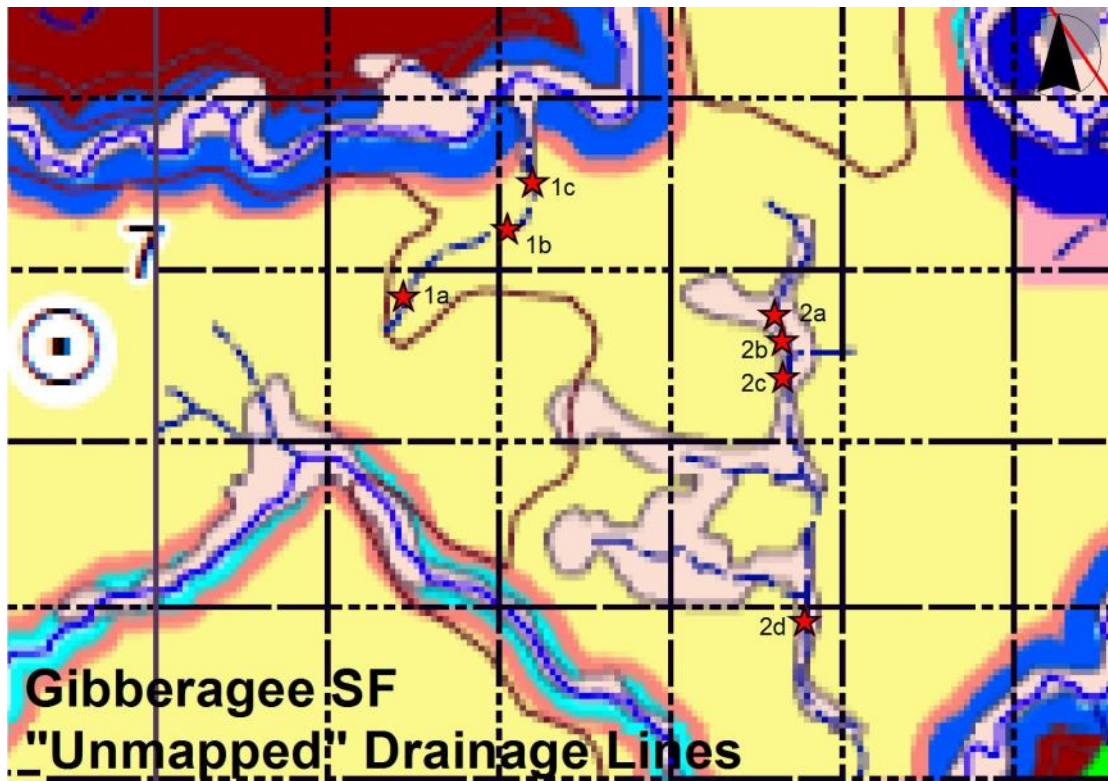 1c
1b
7
1a
2a
2b
2c
2d
Gibberagee SF
"Unmapped" Drainage Lines